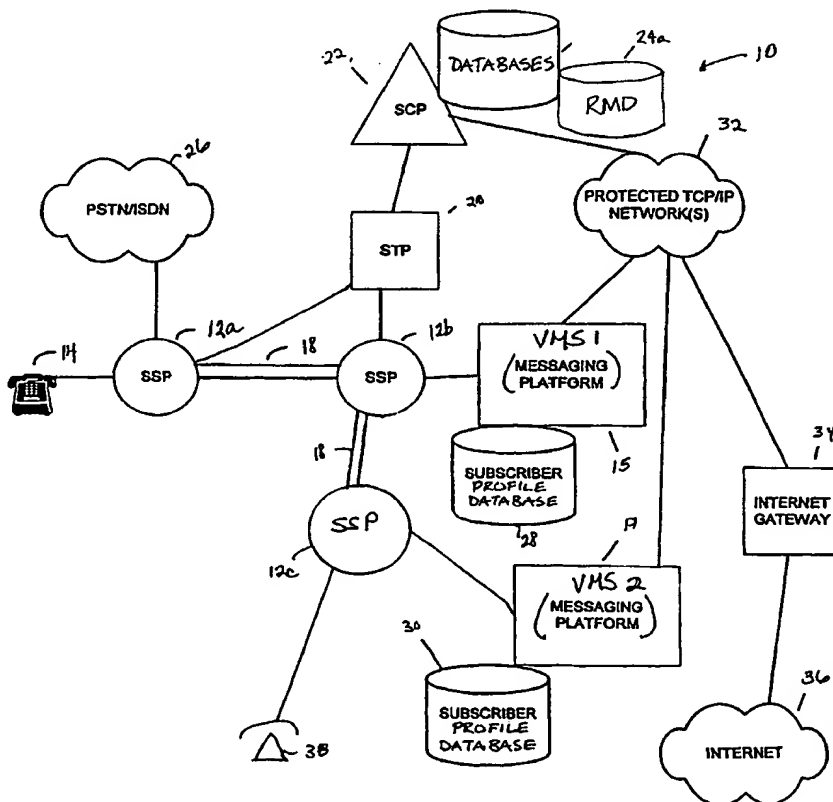 22
DATABASES
24a
10
RMD
SCP
32
26
PSTN/ISDN
PROTECTED TCP/IP
NETWORK(S)
20
STP
12a
12b
14
18
SSP
SSP
VMS 1
(MESSAGING
PLATFORM)
34
18
15
SUBSCRIBER
PROFILE
DATABASE
INTERNET
GATEWAY
SSP
28
12c
VMS 2
(MESSAGING
PLATFORM)
30
36
SUBSCRIBER
PROFILE
DATABASE
38
INTERNET